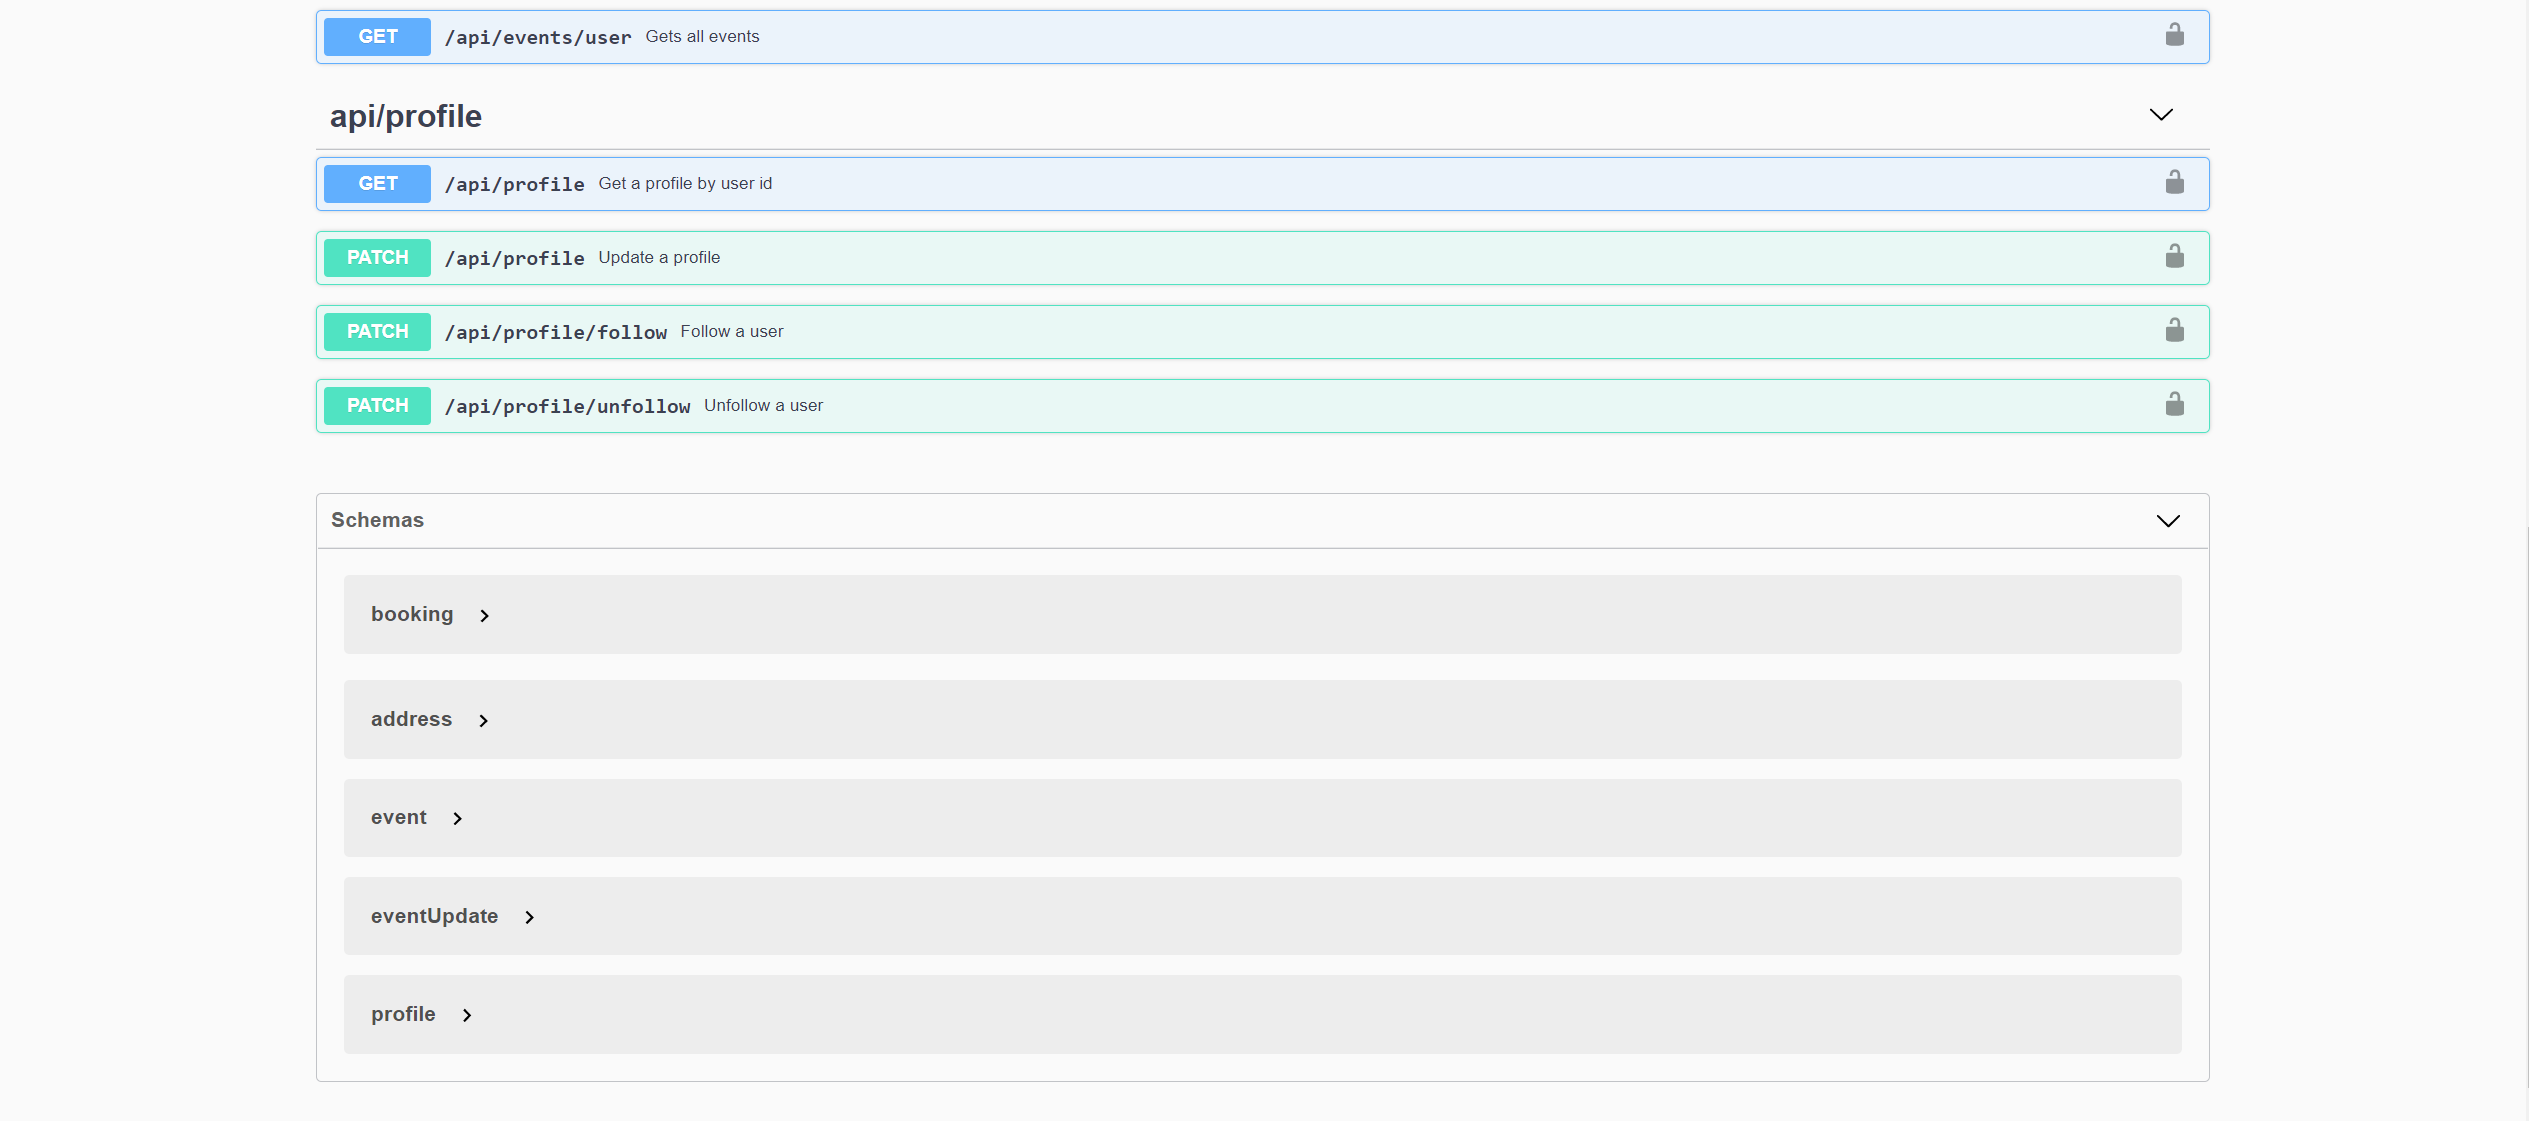 GET /api/events/user Gets all events
api/profile
GET /api/profile Get a profile by user id
PATCH /api/profile Update a profile
PATCH /api/profile/follow Follow a user
PATCH /api/profile/unfollow Unfollow a user
Schemas
booking
address
event
eventUpdate
profile